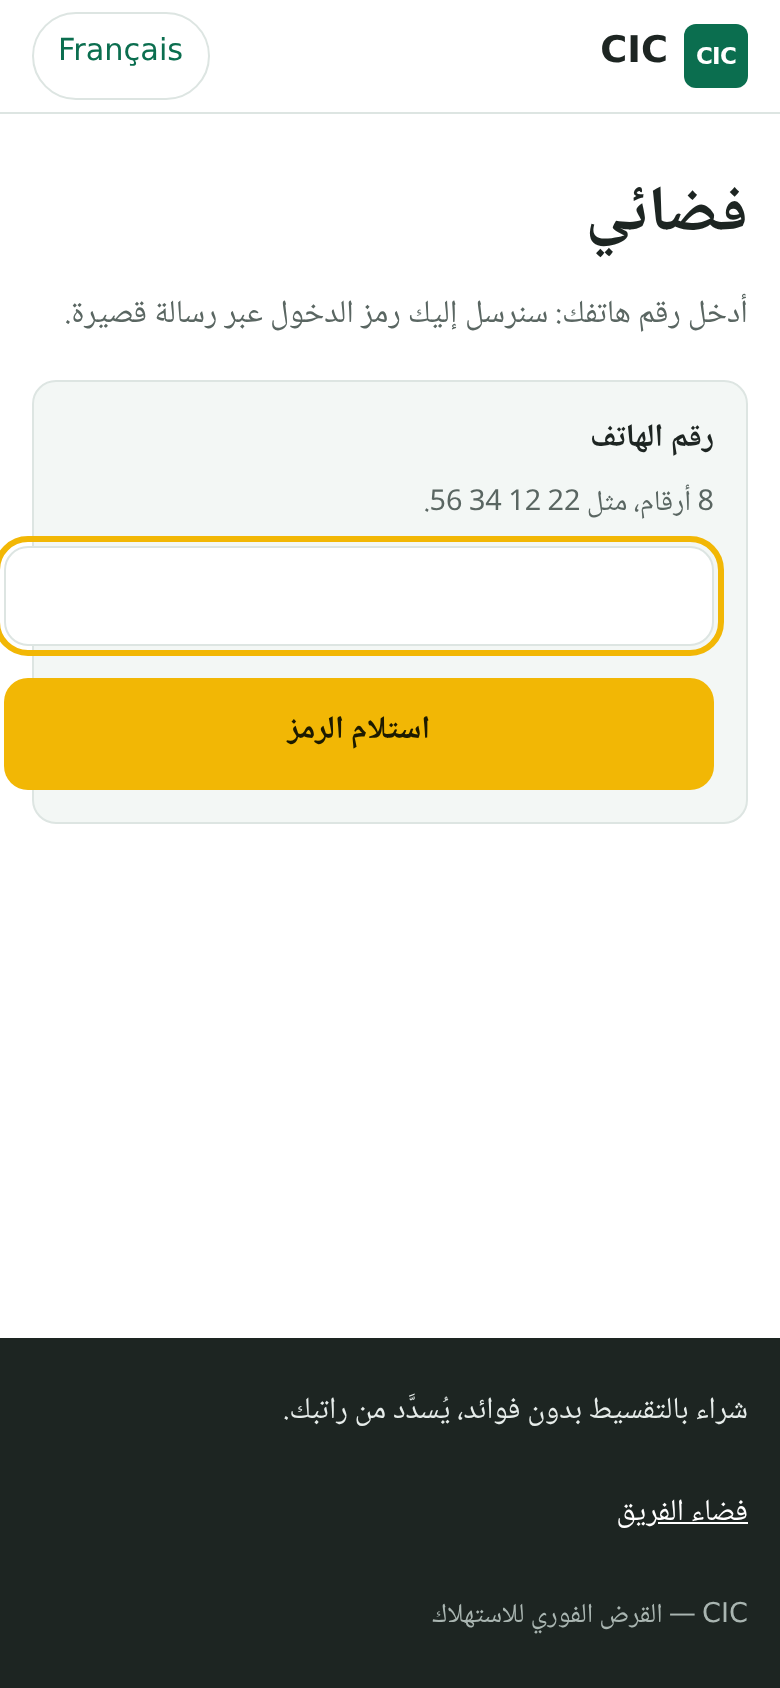 CIC CIC
Français
فضائي
أدخل رقم هاتفك: سنرسل إليك رمز الدخول عبر رسالة قصيرة.
رقم الهاتف
8 أرقام، مثل 22 12 34 56.
استلام الرمز
شراء بالتقسيط بدون فوائد، يُسدَّد من راتبك.
فضاء الفريق
CIC — القرض الفوري للاستهلاك